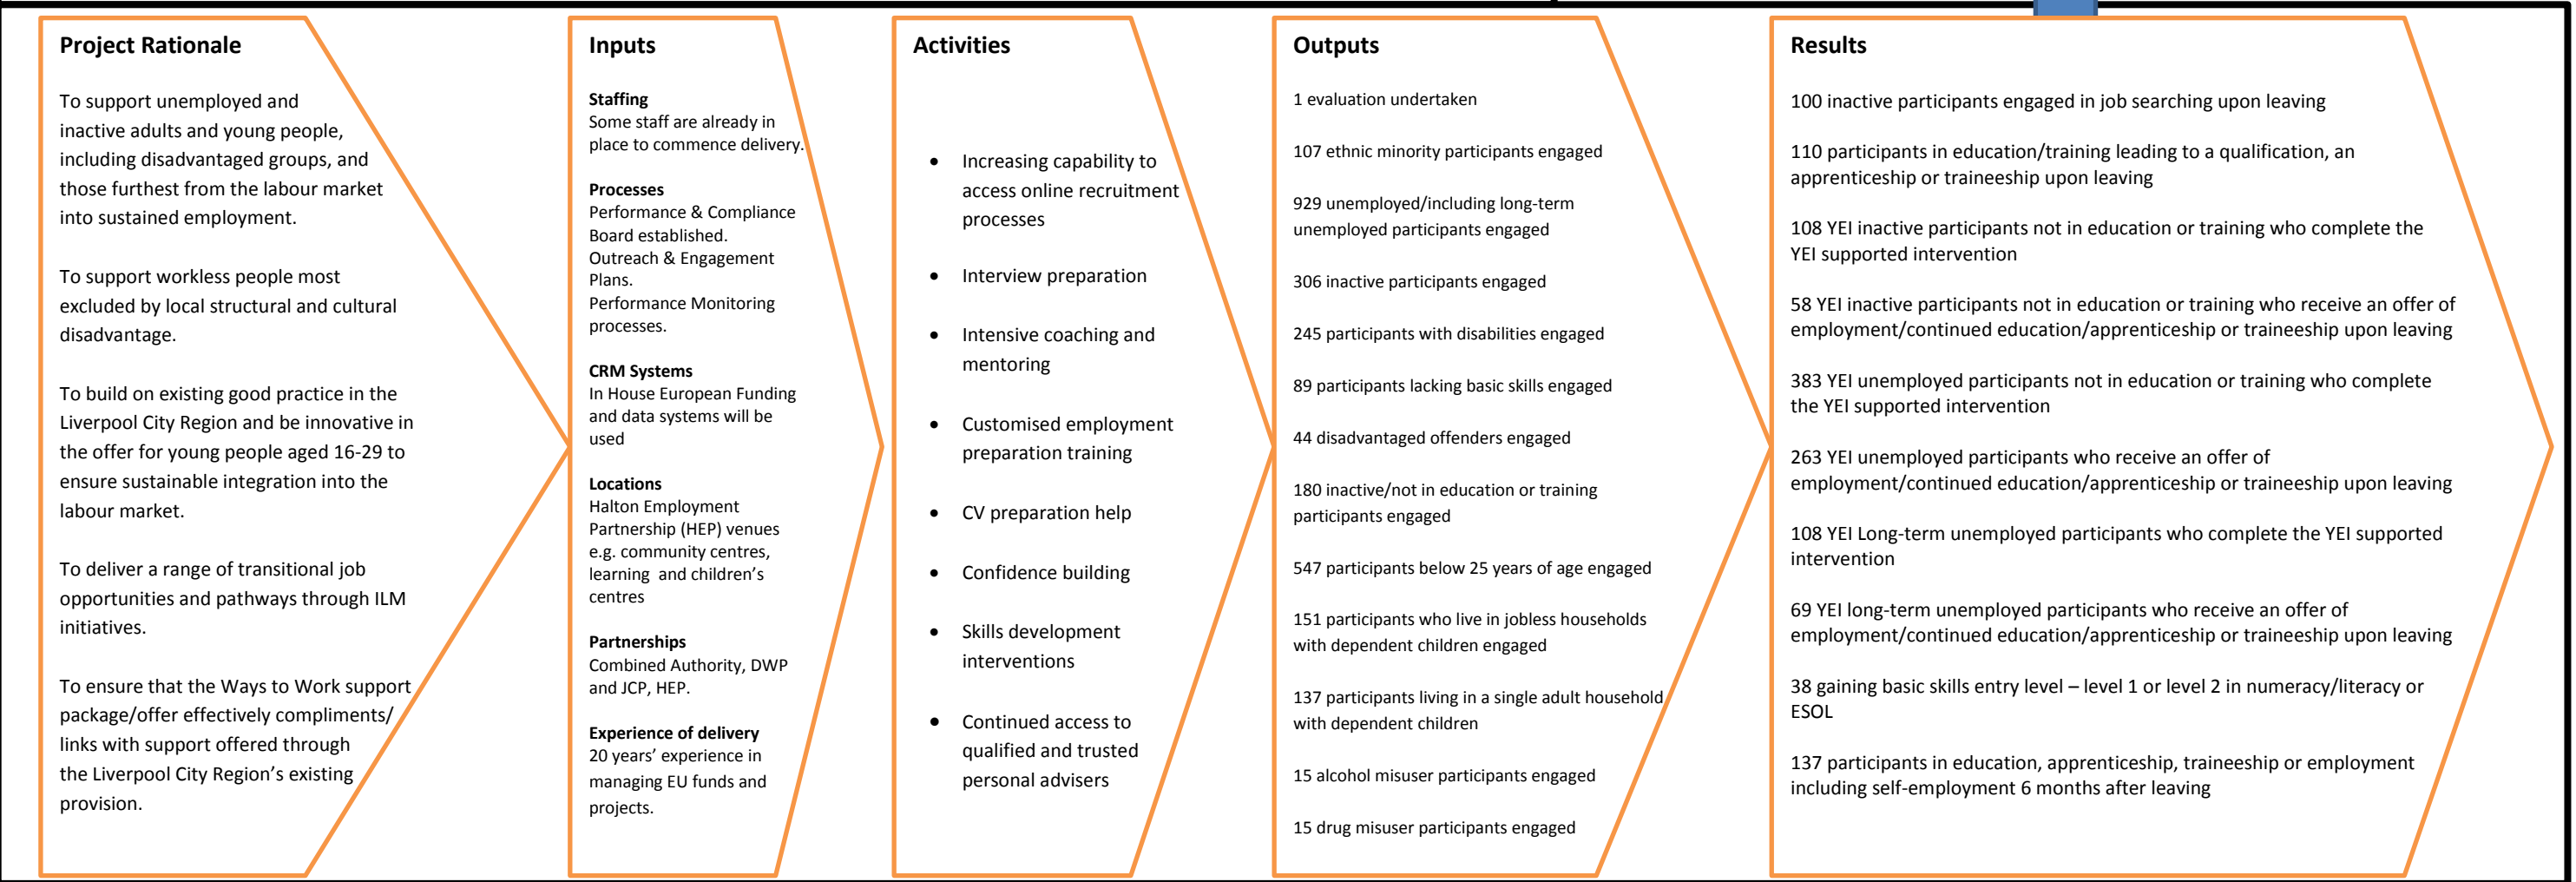 Project Rationale
To support unemployed and
inactive adults and young people,
including disadvantaged groups, and
those furthest from the labour market
into sustained employment.
To support workless people most
excluded by local structural and cultural
disadvantage.
To build on existing good practice in the
Liverpool City Region and be innovative in
the offer for young people aged 16-29 to
ensure sustainable integration into the
labour market.
To deliver a range of transitional job
opportunities and pathways through ILM
initiatives.
To ensure that the Ways to Work support
package/offer effectively compliments/
links with support offered through
the Liverpool City Region’s existing
provision.
Inputs
Staffing
Some staff are already in
place to commence delivery.
Processes
Performance & Compliance
Board established.
Outreach & Engagement
Plans.
Performance Monitoring
processes.
CRM Systems
In House European Funding
and data systems will be
used
Locations
Halton Employment
Partnership (HEP) venues
e.g. community centres,
learning and children’s
centres
Partnerships
Combined Authority, DWP
and JCP, HEP.
Experience of delivery
20 years’ experience in
managing EU funds and
projects.
Activities
• Increasing capability to
access online recruitment
processes
• Interview preparation
• Intensive coaching and
mentoring
• Customised employment
preparation training
• CV preparation help
• Confidence building
• Skills development
interventions
• Continued access to
qualified and trusted
personal advisers
Outputs
1 evaluation undertaken
107 ethnic minority participants engaged
929 unemployed/including long-term
unemployed participants engaged
306 inactive participants engaged
245 participants with disabilities engaged
89 participants lacking basic skills engaged
44 disadvantaged offenders engaged
180 inactive/not in education or training
participants engaged
547 participants below 25 years of age engaged
151 participants who live in jobless households
with dependent children engaged
137 participants living in a single adult household
with dependent children
15 alcohol misuser participants engaged
15 drug misuser participants engaged
Results
100 inactive participants engaged in job searching upon leaving
110 participants in education/training leading to a qualification, an
apprenticeship or traineeship upon leaving
108 YEI inactive participants not in education or training who complete the
YEI supported intervention
58 YEI inactive participants not in education or training who receive an offer of
employment/continued education/apprenticeship or traineeship upon leaving
383 YEI unemployed participants not in education or training who complete
the YEI supported intervention
263 YEI unemployed participants who receive an offer of
employment/continued education/apprenticeship or traineeship upon leaving
108 YEI Long-term unemployed participants who complete the YEI supported
intervention
69 YEI long-term unemployed participants who receive an offer of
employment/continued education/apprenticeship or traineeship upon leaving
38 gaining basic skills entry level – level 1 or level 2 in numeracy/literacy or
ESOL
137 participants in education, apprenticeship, traineeship or employment
including self-employment 6 months after leaving